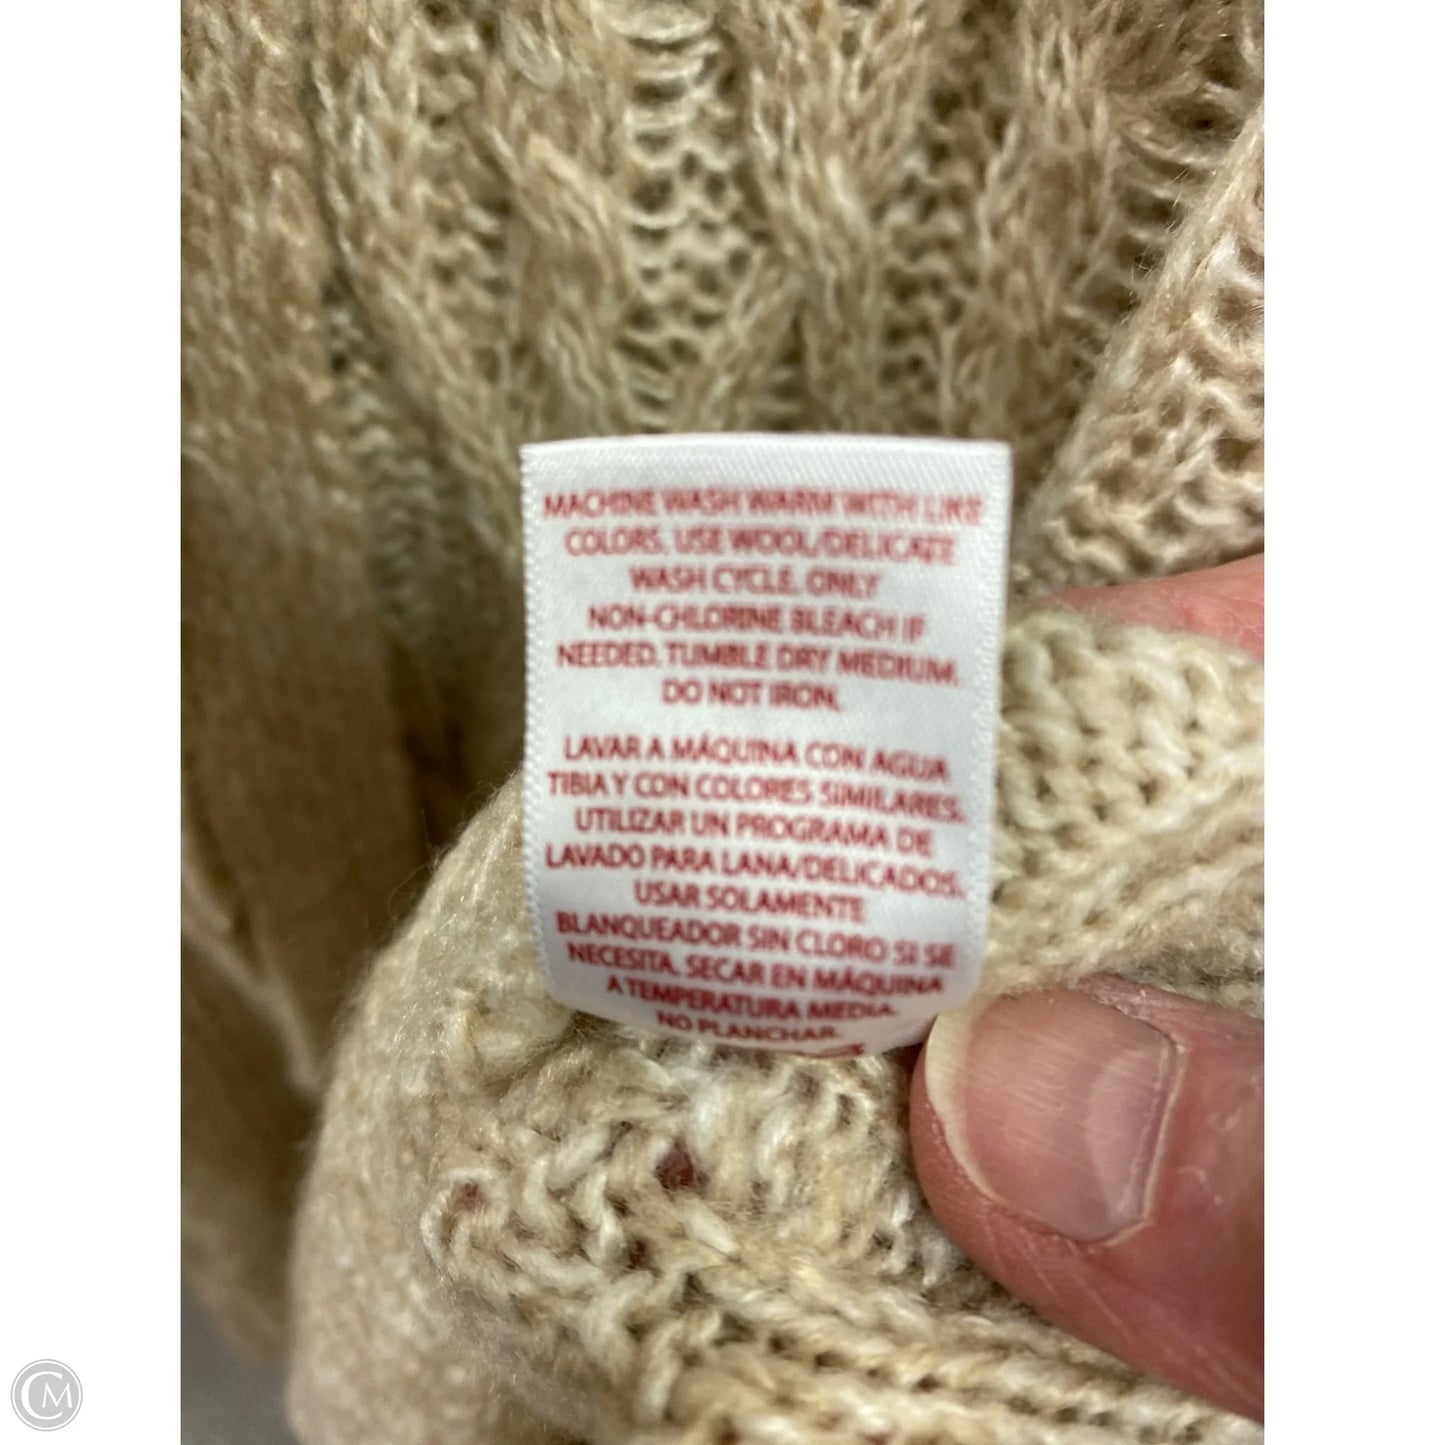 MACHINE WASH WARM WITH LIKE
COLORS. USE WOOL/DELICATE
WASH CYCLE. ONLY
NON-CHLORINE BLEACH IF
NEEDED. TUMBLE DRY MEDIUM.
DO NOT IRON.
LAVAR A MÁQUINA CON AGUA
TIBIA Y CON COLORES SIMILARES.
UTILIZAR UN PROGRAMA DE
LAVADO PARA LANA/DELICADOS.
USAR SOLAMENTE
BLANQUEADOR SIN CLORO SI SE
NECESITA. SECAR EN MÁQUINA
A TEMPERATURA MEDIA.
NO PLANCHAR.
CM